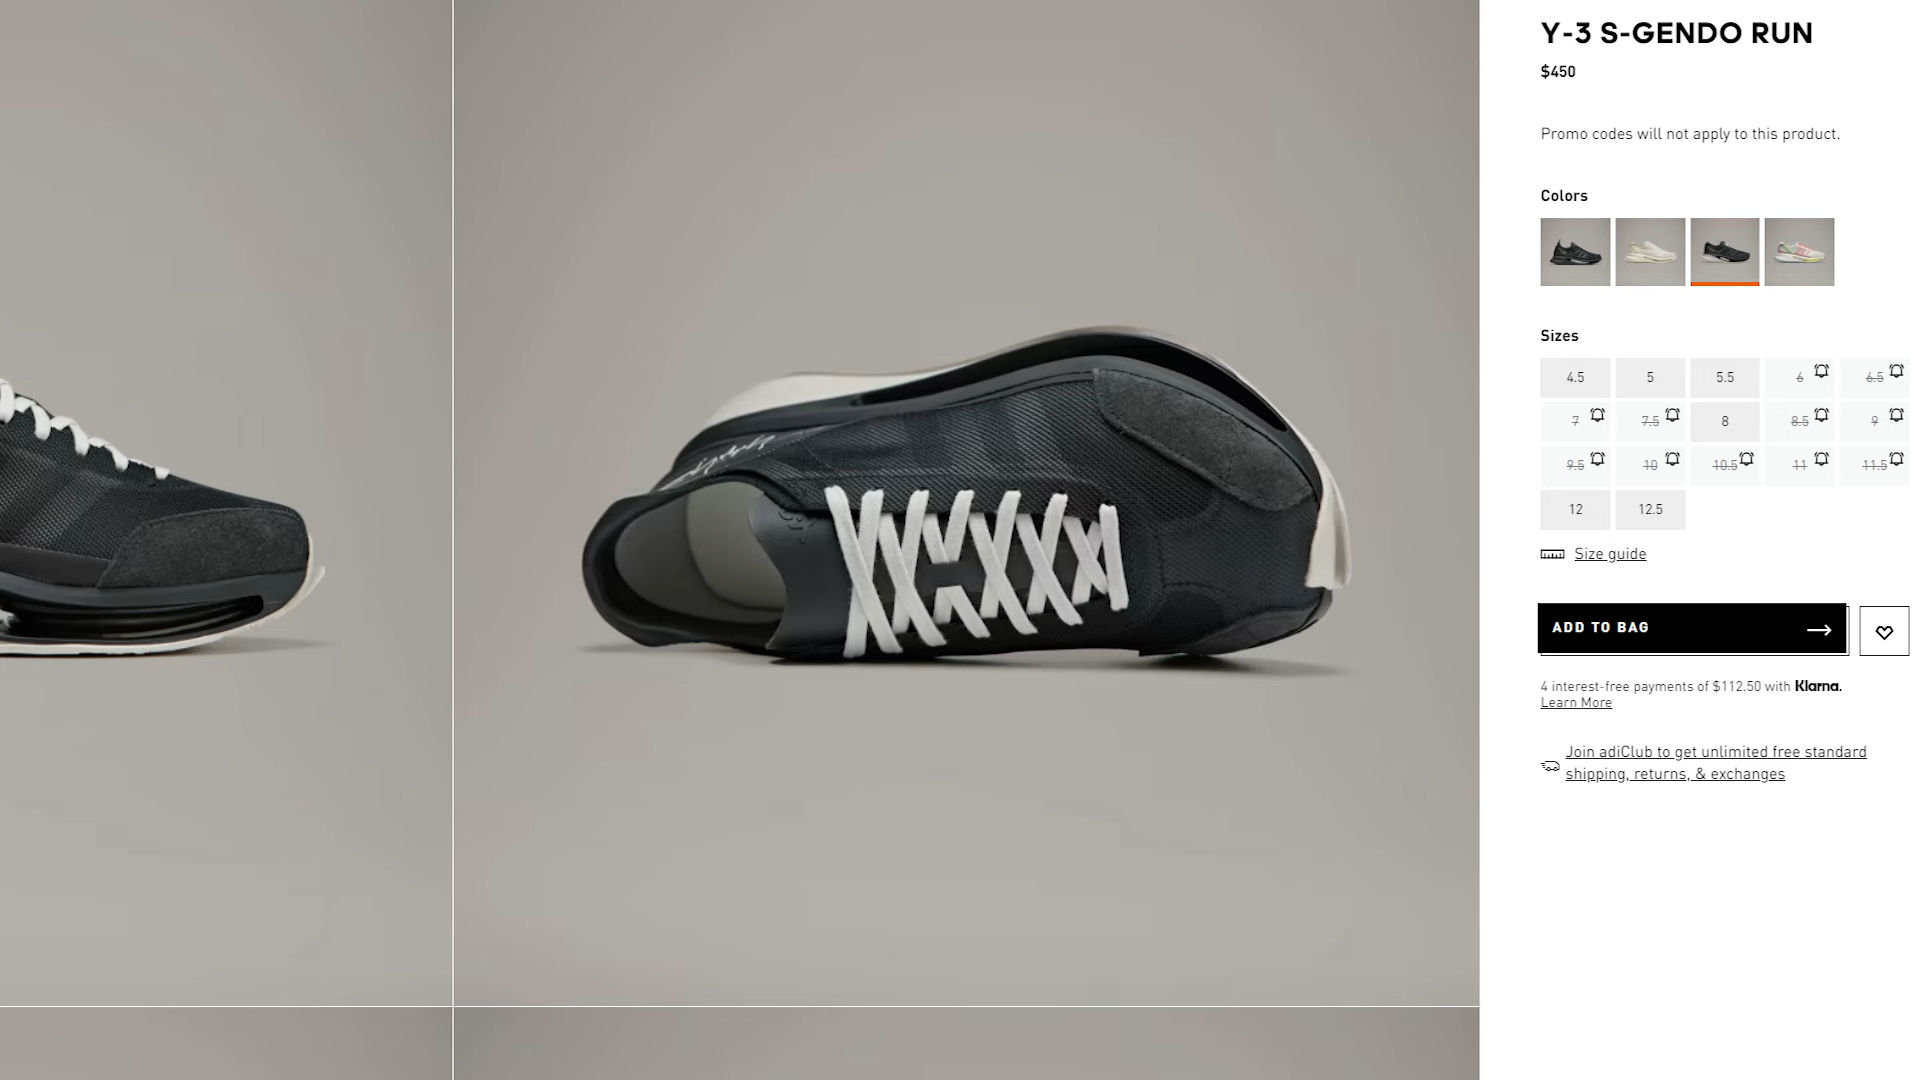 Y-3 S-GENDO RUN
$450
Promo codes will not apply to this product.
Colors
Sizes
4.5 5 5.5 6 6.5
7 7.5 8 8.5 9
9.5 10 10.5 11 11.5
12 12.5
Size guide
ADD TO BAG
4 interest-free payments of $112.50 with Klarna.
Learn More
Join adiClub to get unlimited free standard
shipping, returns, & exchanges